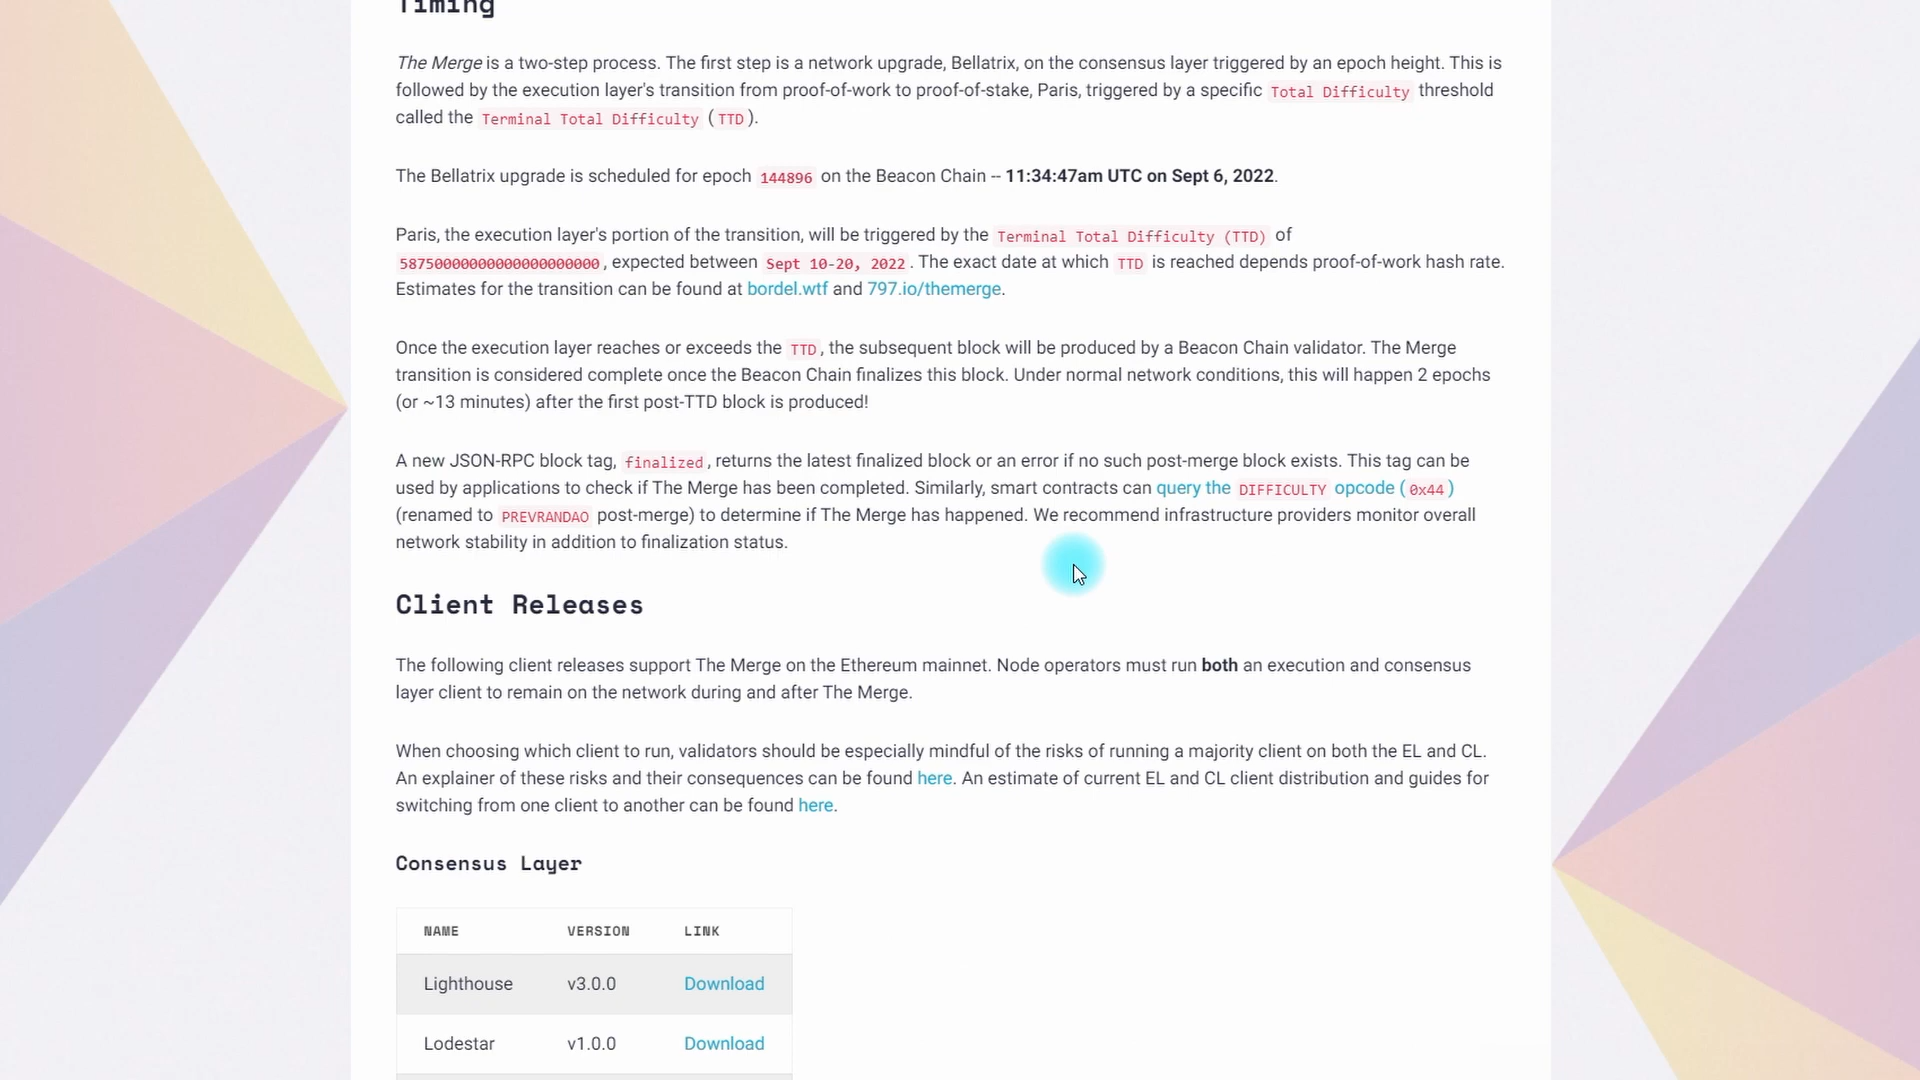 Timing
The Merge is a two-step process. The first step is a network upgrade, Bellatrix, on the consensus layer triggered by an epoch height. This is
followed by the execution layer's transition from proof-of-work to proof-of-stake, Paris, triggered by a specific Total Difficulty threshold
called the Terminal Total Difficulty ( TTD ).
The Bellatrix upgrade is scheduled for epoch 144896 on the Beacon Chain -- 11:34:47am UTC on Sept 6, 2022.
Paris, the execution layer's portion of the transition, will be triggered by the Terminal Total Difficulty (TTD) of
58750000000000000000000 , expected between Sept 10-20, 2022 . The exact date at which TTD is reached depends proof-of-work hash rate.
Estimates for the transition can be found at bordel.wtf and 797.io/themerge.
Once the execution layer reaches or exceeds the TTD , the subsequent block will be produced by a Beacon Chain validator. The Merge
transition is considered complete once the Beacon Chain finalizes this block. Under normal network conditions, this will happen 2 epochs
(or ~13 minutes) after the first post-TTD block is produced!
A new JSON-RPC block tag, finalized , returns the latest finalized block or an error if no such post-merge block exists. This tag can be
used by applications to check if The Merge has been completed. Similarly, smart contracts can query the DIFFICULTY opcode ( 0x44 )
(renamed to PREVRANDAO post-merge) to determine if The Merge has happened. We recommend infrastructure providers monitor overall
network stability in addition to finalization status.
Client Releases
The following client releases support The Merge on the Ethereum mainnet. Node operators must run both an execution and consensus
layer client to remain on the network during and after The Merge.
When choosing which client to run, validators should be especially mindful of the risks of running a majority client on both the EL and CL.
An explainer of these risks and their consequences can be found here. An estimate of current EL and CL client distribution and guides for
switching from one client to another can be found here.
Consensus Layer
NAME VERSION LINK
Lighthouse v3.0.0 Download
Lodestar v1.0.0 Download